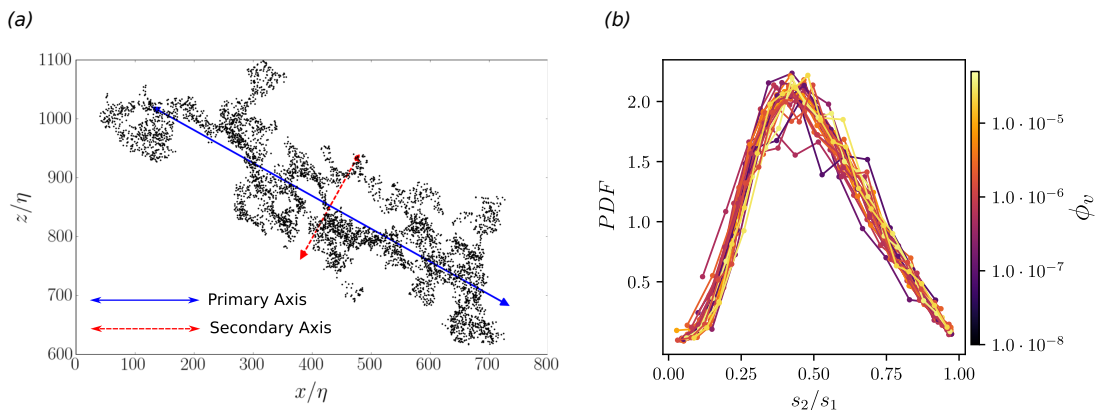 (a)
(b)
1100
1000
900
800
700
600
z/η
0
100
200
300
400
500
600
700
800
x/η
Primary Axis
Secondary Axis
2.0
1.5
1.0
0.5
PDF
0.00
0.25
0.50
0.75
1.00
s₂/s₁
1.0 · 10⁻⁵
1.0 · 10⁻⁶
1.0 · 10⁻⁷
1.0 · 10⁻⁸
ϕᵥ